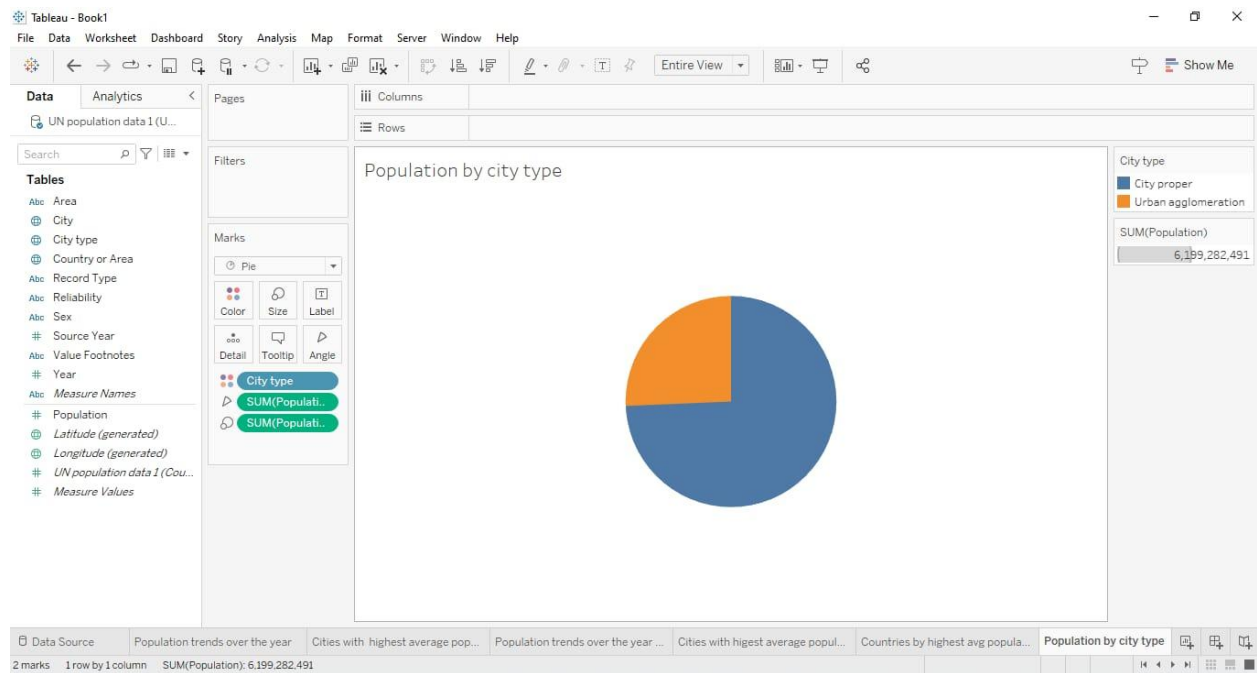 Tableau - Book1
File Data Worksheet Dashboard Story Analysis Map Format Server Window Help
Entire View
Show Me
Data Analytics
UN population data 1 (U...
Search
Tables
Abc Area
City
City type
Country or Area
Abc Record Type
Abc Reliability
Abc Sex
# Source Year
Abc Value Footnotes
# Year
Abc Measure Names
# Population
Latitude (generated)
Longitude (generated)
# UN population data 1 (Cou...
# Measure Values
Pages
Filters
Marks
Pie
Color Size Label
Detail Tooltip Angle
City type
SUM(Populati..
SUM(Populati..
Columns
Rows
Population by city type
City type
City proper
Urban agglomeration
SUM(Population)
6,199,282,491
Data Source Population trends over the year Cities with highest average pop... Population trends over the year ... Cities with higest average popul... Countries by highest avg popula... Population by city type
2 marks 1 row by 1 column SUM(Population): 6,199,282,491